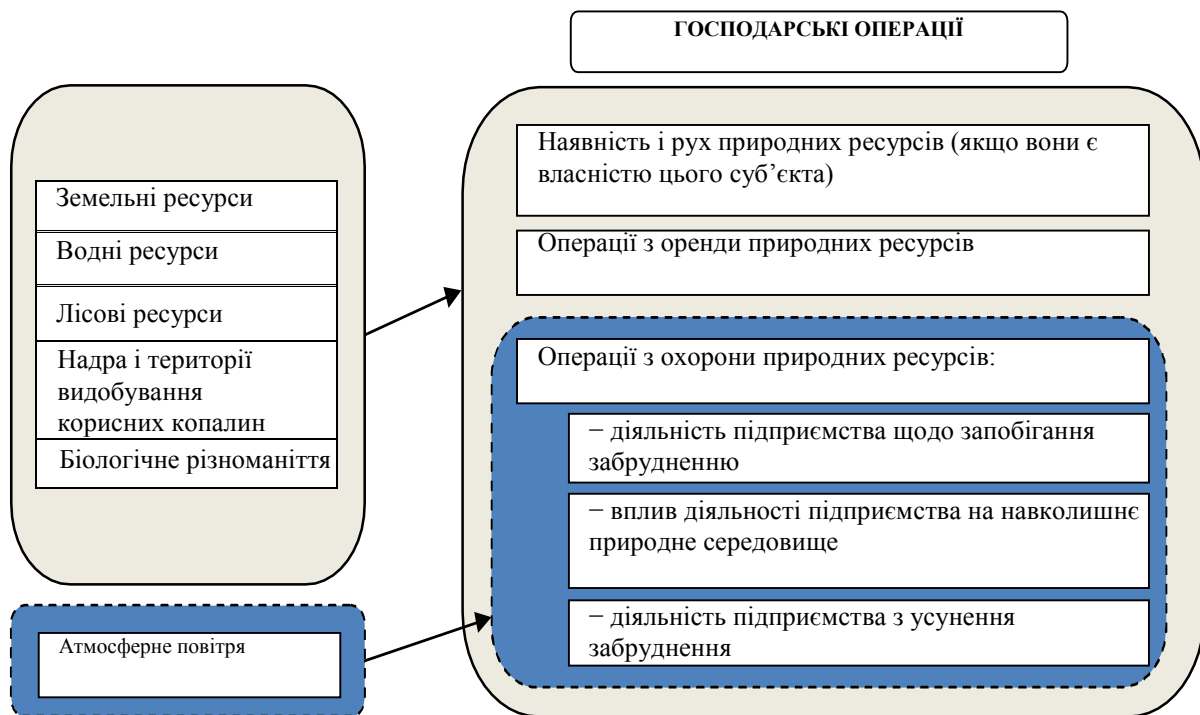 ГОСПОДАРСЬКІ ОПЕРАЦІЇ
Земельні ресурси
Водні ресурси
Лісові ресурси
Надра і території
видобування
корисних копалин
Біологічне різноманіття
Атмосферне повітря
Наявність і рух природних ресурсів (якщо вони є
власністю цього суб’єкта)
Операції з оренди природних ресурсів
Операції з охорони природних ресурсів:
− діяльність підприємства щодо запобігання
забрудненню
− вплив діяльності підприємства на навколишнє
природне середовище
− діяльність підприємства з усунення
забруднення